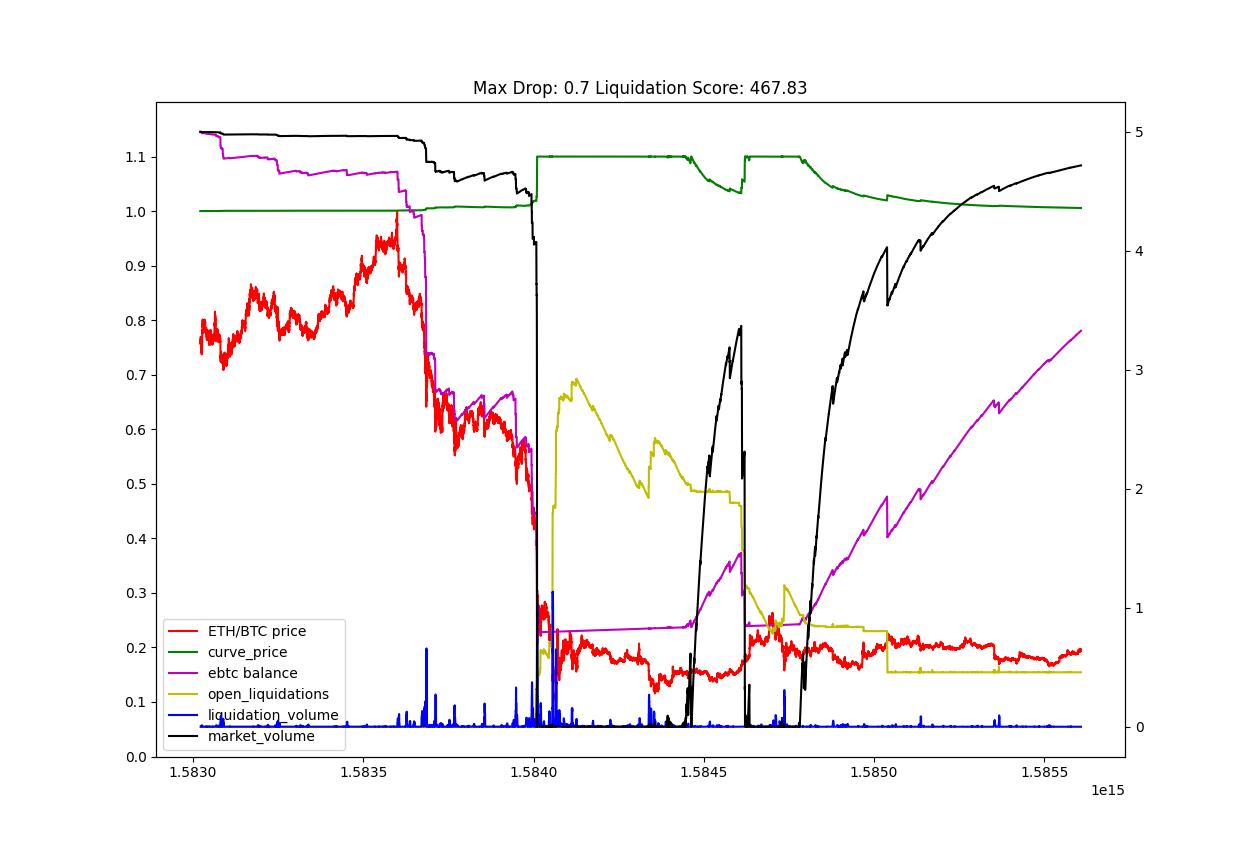 Max Drop: 0.7 Liquidation Score: 467.83
1.1
1.0
0.9
0.8
0.7
0.6
0.5
0.4
0.3
0.2
0.1
0.0
5
4
3
2
1
0
ETH/BTC price
curve_price
ebtc balance
open_liquidations
liquidation_volume
market_volume
1.5830 1.5835 1.5840 1.5845 1.5850 1.5855
1e15